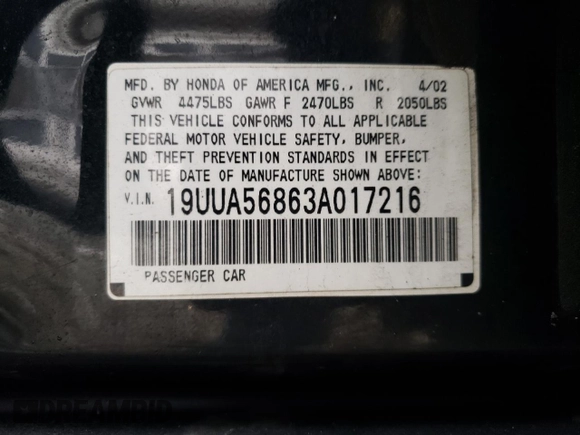 MFD. BY HONDA OF AMERICA MFG., INC. 4/02
GVWR 4475LBS GAWR F 2470LBS R 2050LBS
THIS VEHICLE CONFORMS TO ALL APPLICABLE
FEDERAL MOTOR VEHICLE SAFETY, BUMPER,
AND THEFT PREVENTION STANDARDS IN EFFECT
ON THE DATE OF MANUFACTURE SHOWN ABOVE:
V.I.N. 19UUA56863A017216
PASSENGER CAR